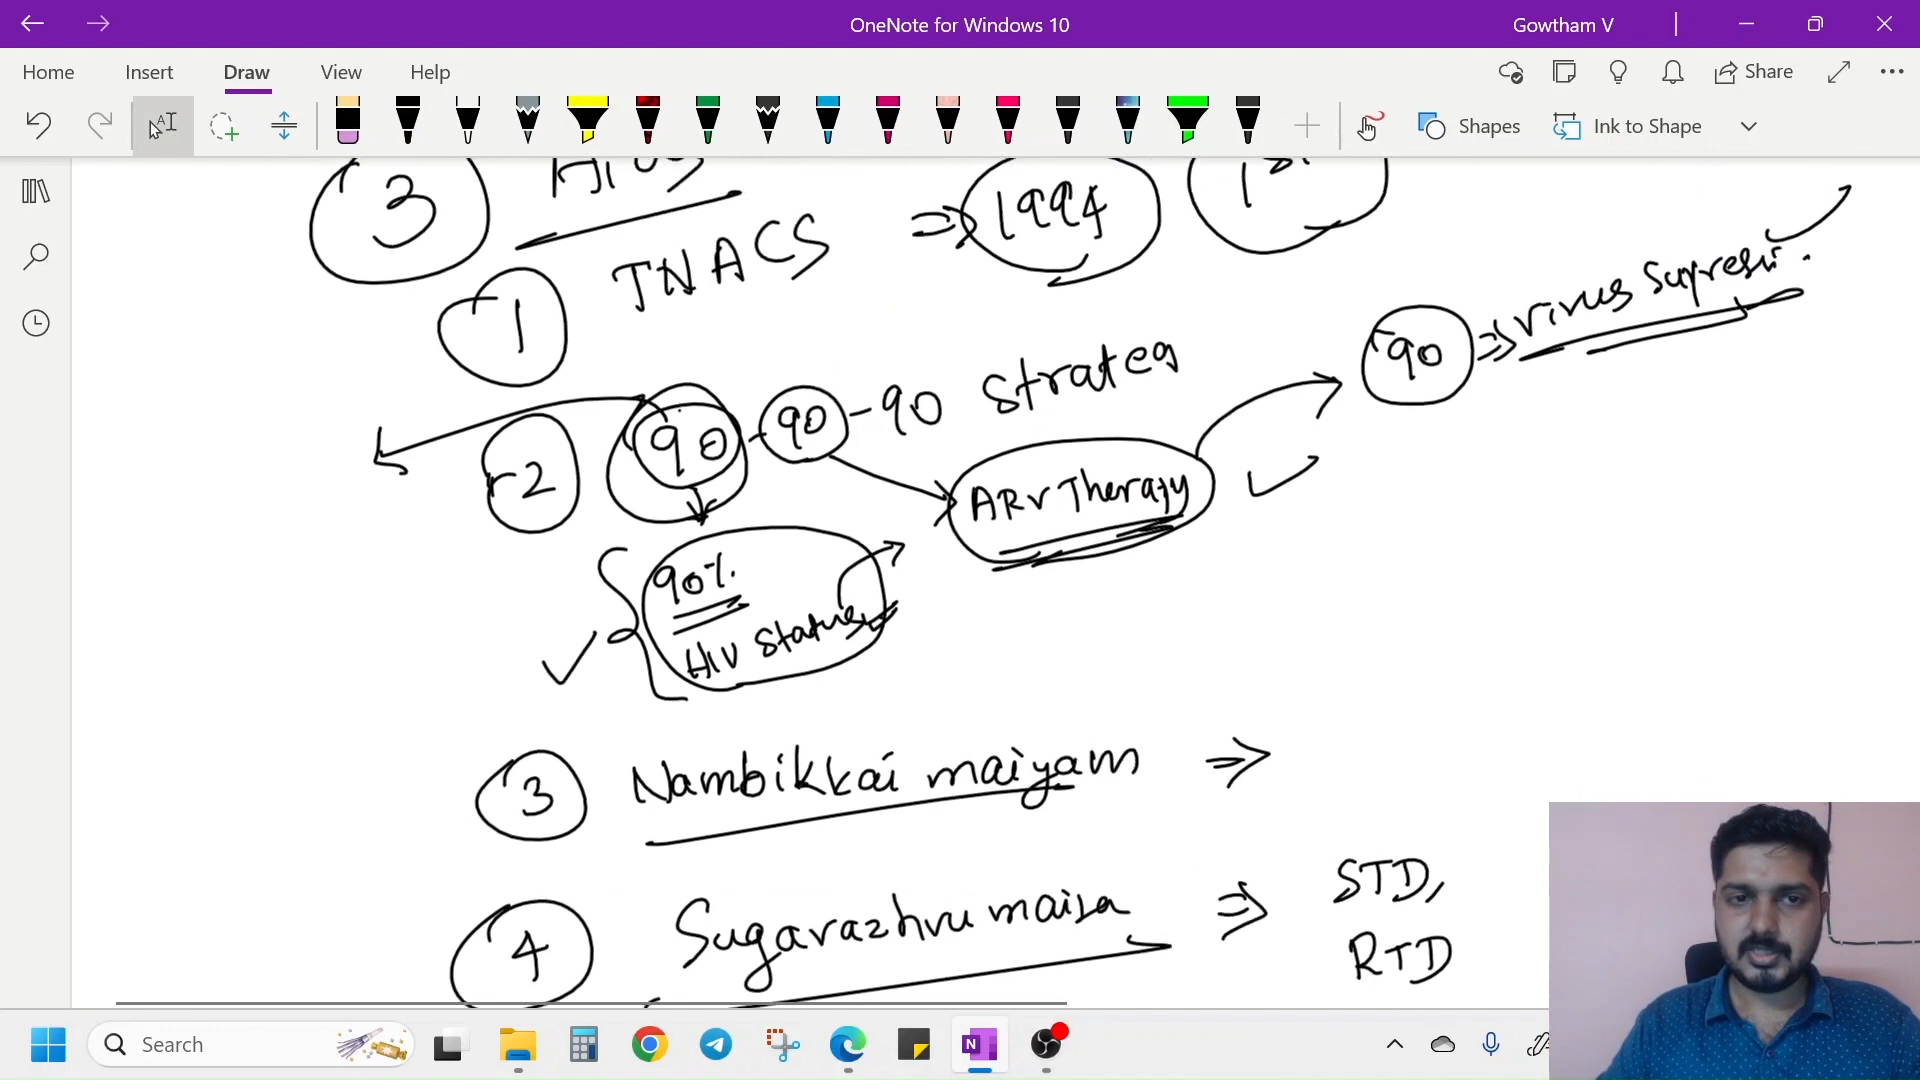 OneNote for Windows 10
Gowtham V
Home Insert Draw View Help
Share
Shapes
Ink to Shape
3
TNACS ⇒ 1994 1st
1
90 ⇒ Virus Supressi.
2 90 - 90 - 90 Strateg
ARV Therapy
90%
HIV Status
3 Nambikkai maiyam ⇒
4 Sugarazhvu maiya ⇒ STD,
RTD
Search